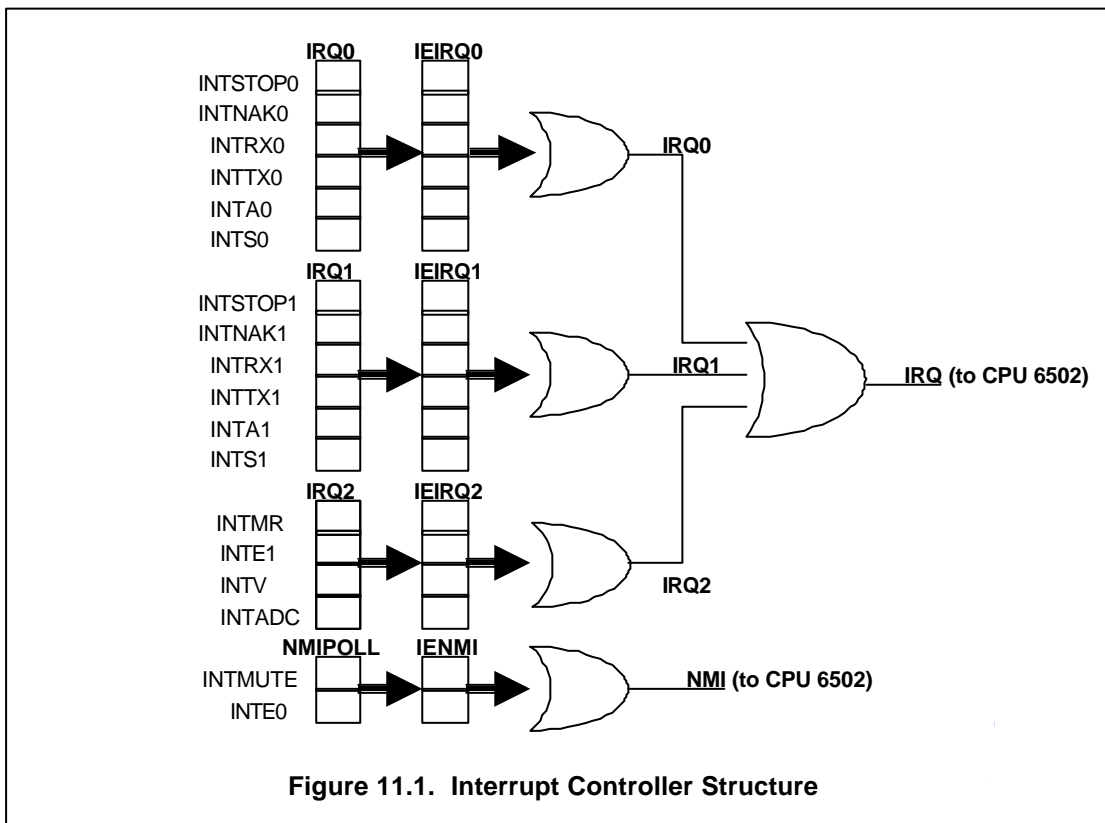 IRQ0 IEIRQ0
INTSTOP0
INTNAK0
INTRX0
INTTX0
INTA0
INTS0
IRQ0
IRQ1 IEIRQ1
INTSTOP1
INTNAK1
INTRX1
INTTX1
INTA1
INTS1
IRQ1
IRQ (to CPU 6502)
IRQ2 IEIRQ2
INTMR
INTE1
INTV
INTADC
IRQ2
NMIPOLL IENMI
INTMUTE
INTE0
NMI (to CPU 6502)
Figure 11.1. Interrupt Controller Structure